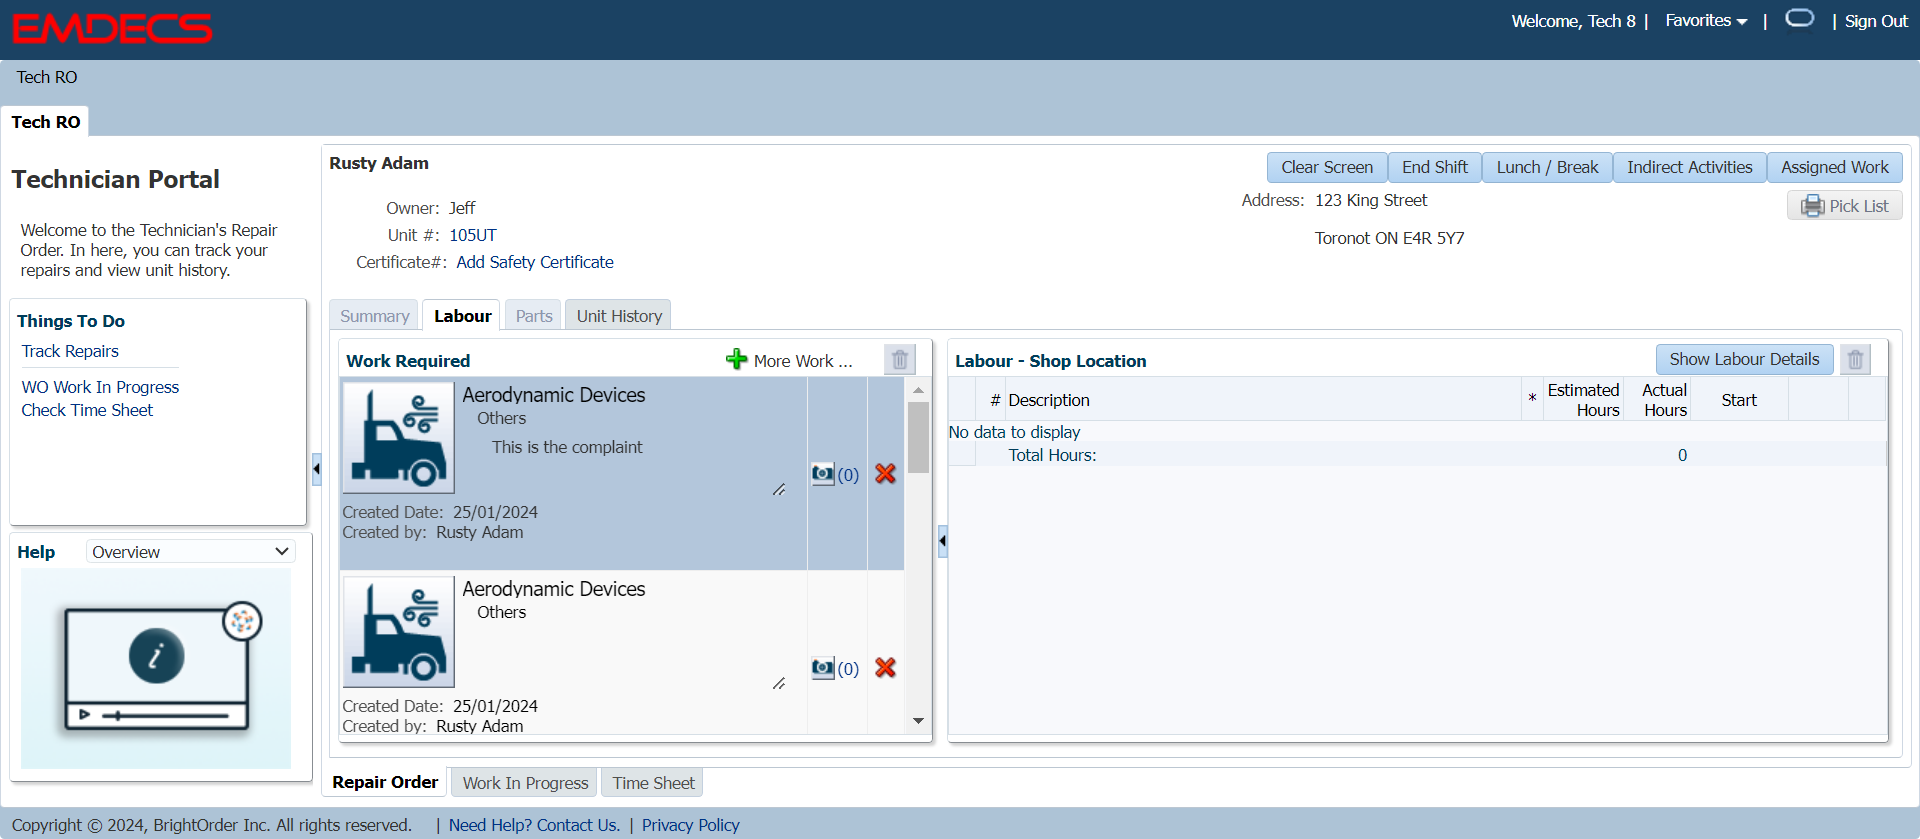 EMDECS
Welcome, Tech 8 | Favorites | | Sign Out
Tech RO
Tech RO
Technician Portal
Welcome to the Technician's Repair
Order. In here, you can track your
repairs and view unit history.
Things To Do
Track Repairs
WO Work In Progress
Check Time Sheet
Help Overview
i
Rusty Adam
Clear Screen End Shift Lunch / Break Indirect Activities Assigned Work
Owner: Jeff
Unit #: 105UT
Certificate#: Add Safety Certificate
Address: 123 King Street
Toronot ON E4R 5Y7
Pick List
Summary Labour Parts Unit History
Work Required More Work ...
Aerodynamic Devices
Others
This is the complaint
(0)
Created Date: 25/01/2024
Created by: Rusty Adam
Aerodynamic Devices
Others
(0)
Created Date: 25/01/2024
Created by: Rusty Adam
Labour - Shop Location Show Labour Details
# Description * Estimated Hours Actual Hours Start
No data to display
Total Hours: 0
Repair Order Work In Progress Time Sheet
Copyright © 2024, BrightOrder Inc. All rights reserved. | Need Help? Contact Us. | Privacy Policy